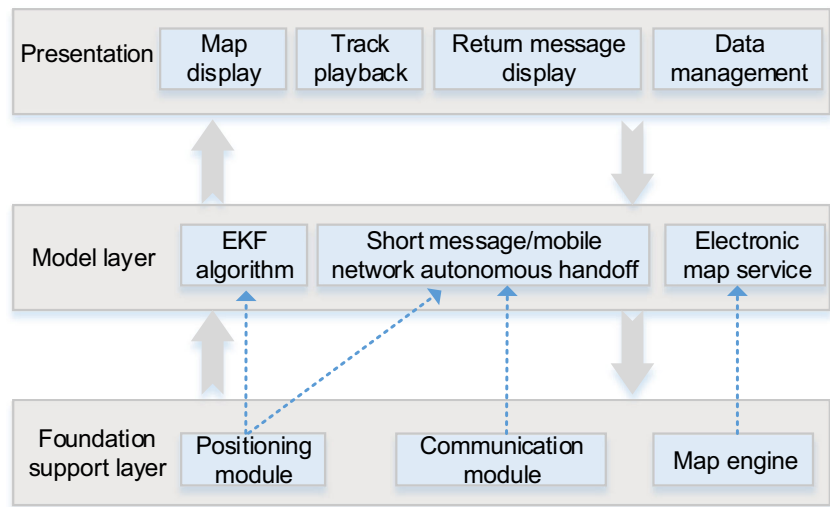 Presentation
Map
display
Track
playback
Return message
display
Data
management
Model layer
EKF
algorithm
Short message/mobile
network autonomous handoff
Electronic
map service
Foundation
support layer
Positioning
module
Communication
module
Map engine